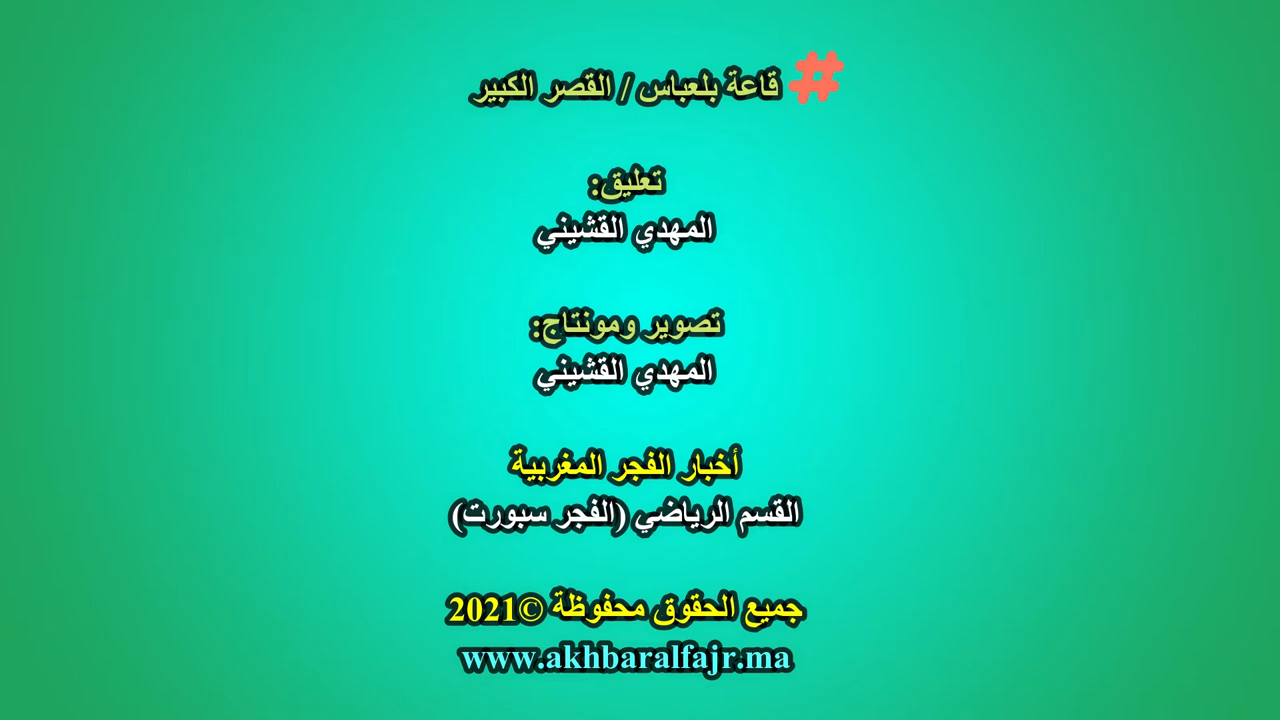 # قاعة بلعباس / القصر الكبير
تعليق:
المهدي القشيني
تصوير ومونتاج:
المهدي القشيني
أخبار الفجر المغربية
القسم الرياضي (الفجر سبورت)
جميع الحقوق محفوظة ©2021
www.akhbaralfajr.ma